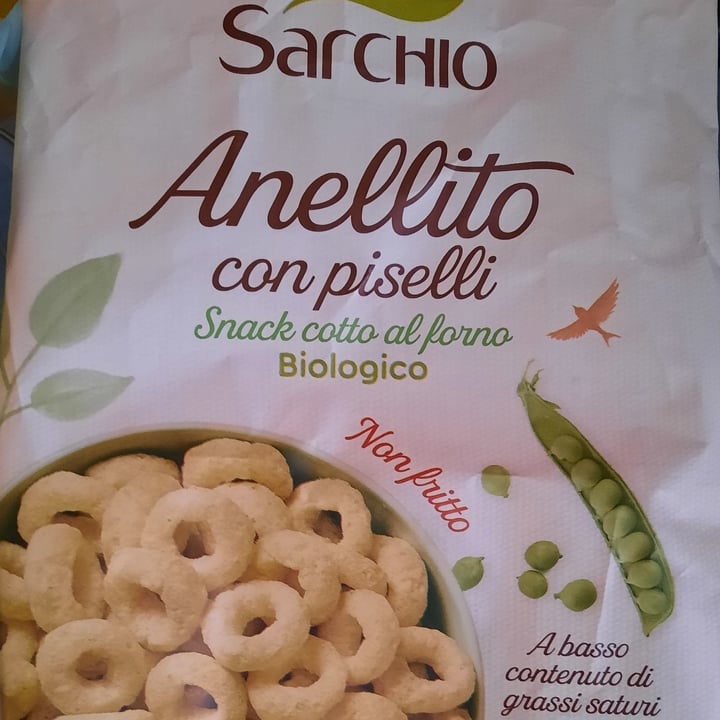 Sarchio
Anellito
con piselli
Snack cotto al forno
Biologico
Non fritto
A basso
contenuto di
grassi saturi